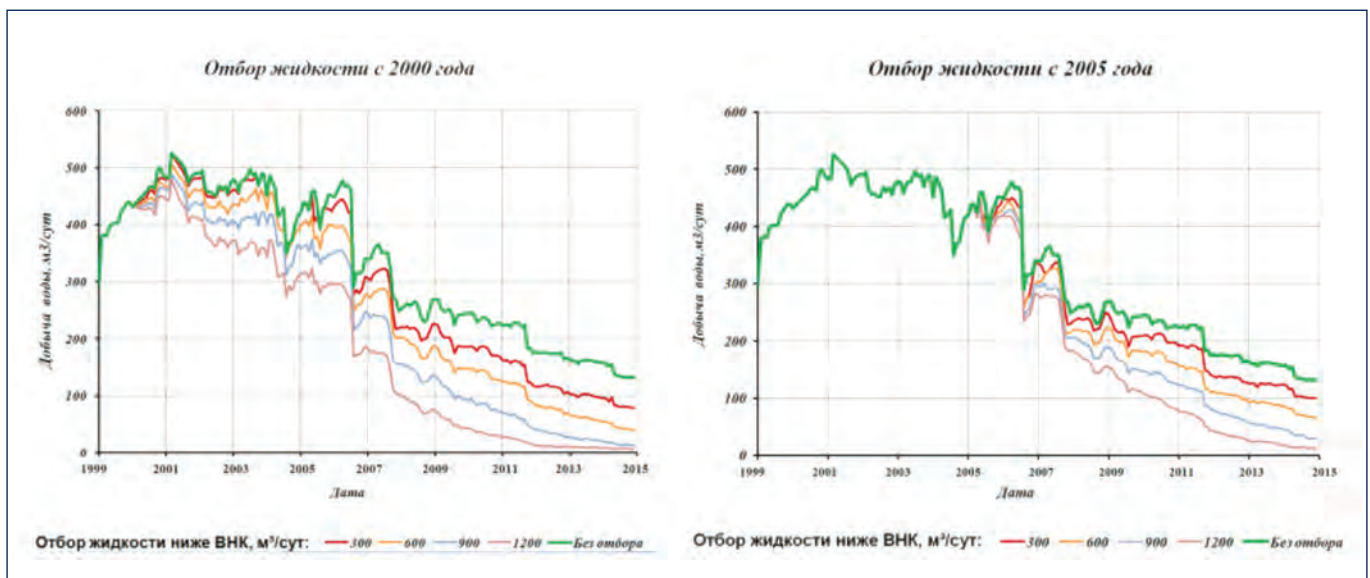 Отбор жидкости с 2000 года
600
500
400
300
200
100
0
Добыча воды, м3/сут
1999 2001 2003 2005 2007 2009 2011 2013 2015
Дата
Отбор жидкости ниже ВНК, м³/сут: 300 600 900 1200 Без отбора
Отбор жидкости с 2005 года
600
500
400
300
200
100
0
Добыча воды, м3/сут
1999 2001 2003 2005 2007 2009 2011 2013 2015
Дата
Отбор жидкости ниже ВНК, м³/сут: 300 600 900 1200 Без отбора